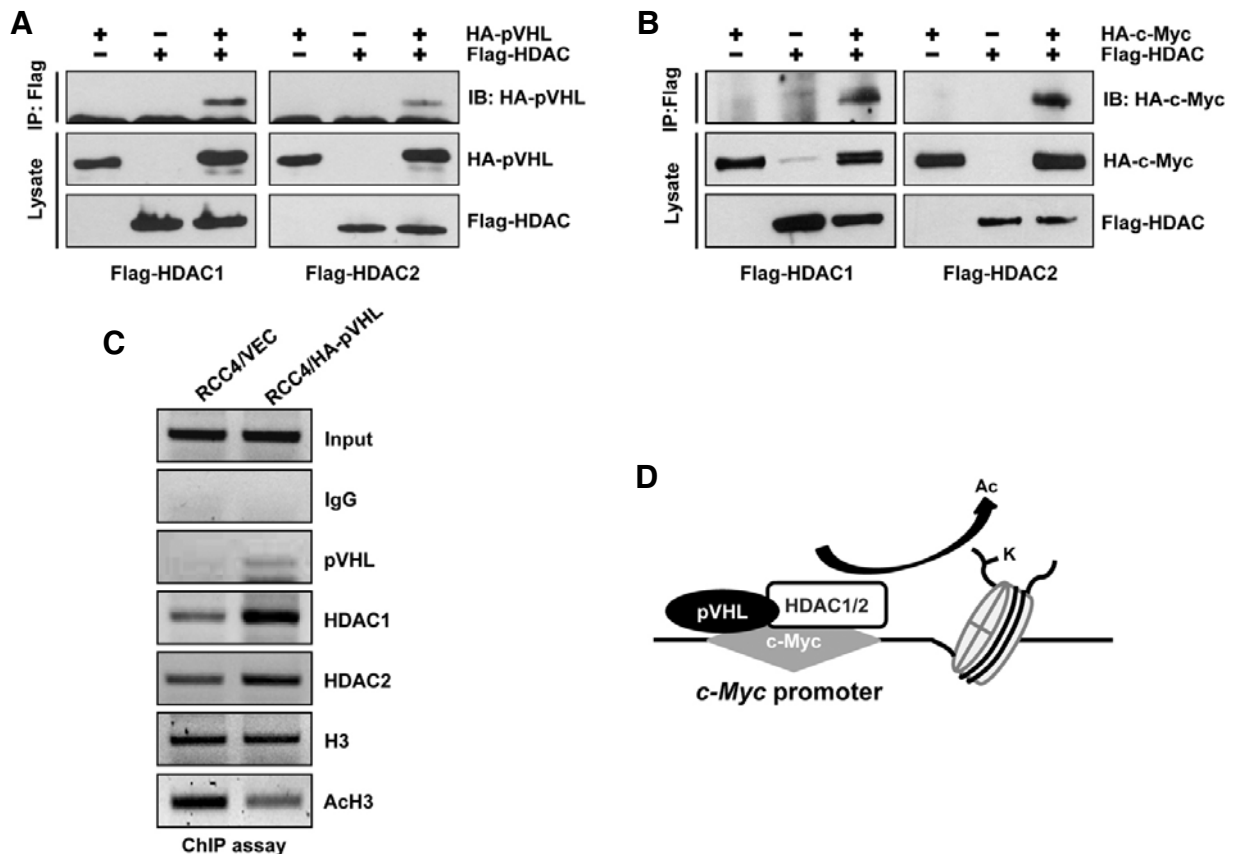 A
+ - + + - + HA-pVHL
- + + - + + Flag-HDAC
IP: Flag
IB: HA-pVHL
Lysate
HA-pVHL
Flag-HDAC
Flag-HDAC1 Flag-HDAC2
B
+ - + + - + HA-c-Myc
- + + - + + Flag-HDAC
IP:Flag
IB: HA-c-Myc
Lysate
HA-c-Myc
Flag-HDAC
Flag-HDAC1 Flag-HDAC2
C
RCC4/VEC
RCC4/HA-pVHL
Input
IgG
pVHL
HDAC1
HDAC2
H3
AcH3
ChIP assay
D
Ac
K
pVHL
HDAC1/2
c-Myc
c-Myc promoter